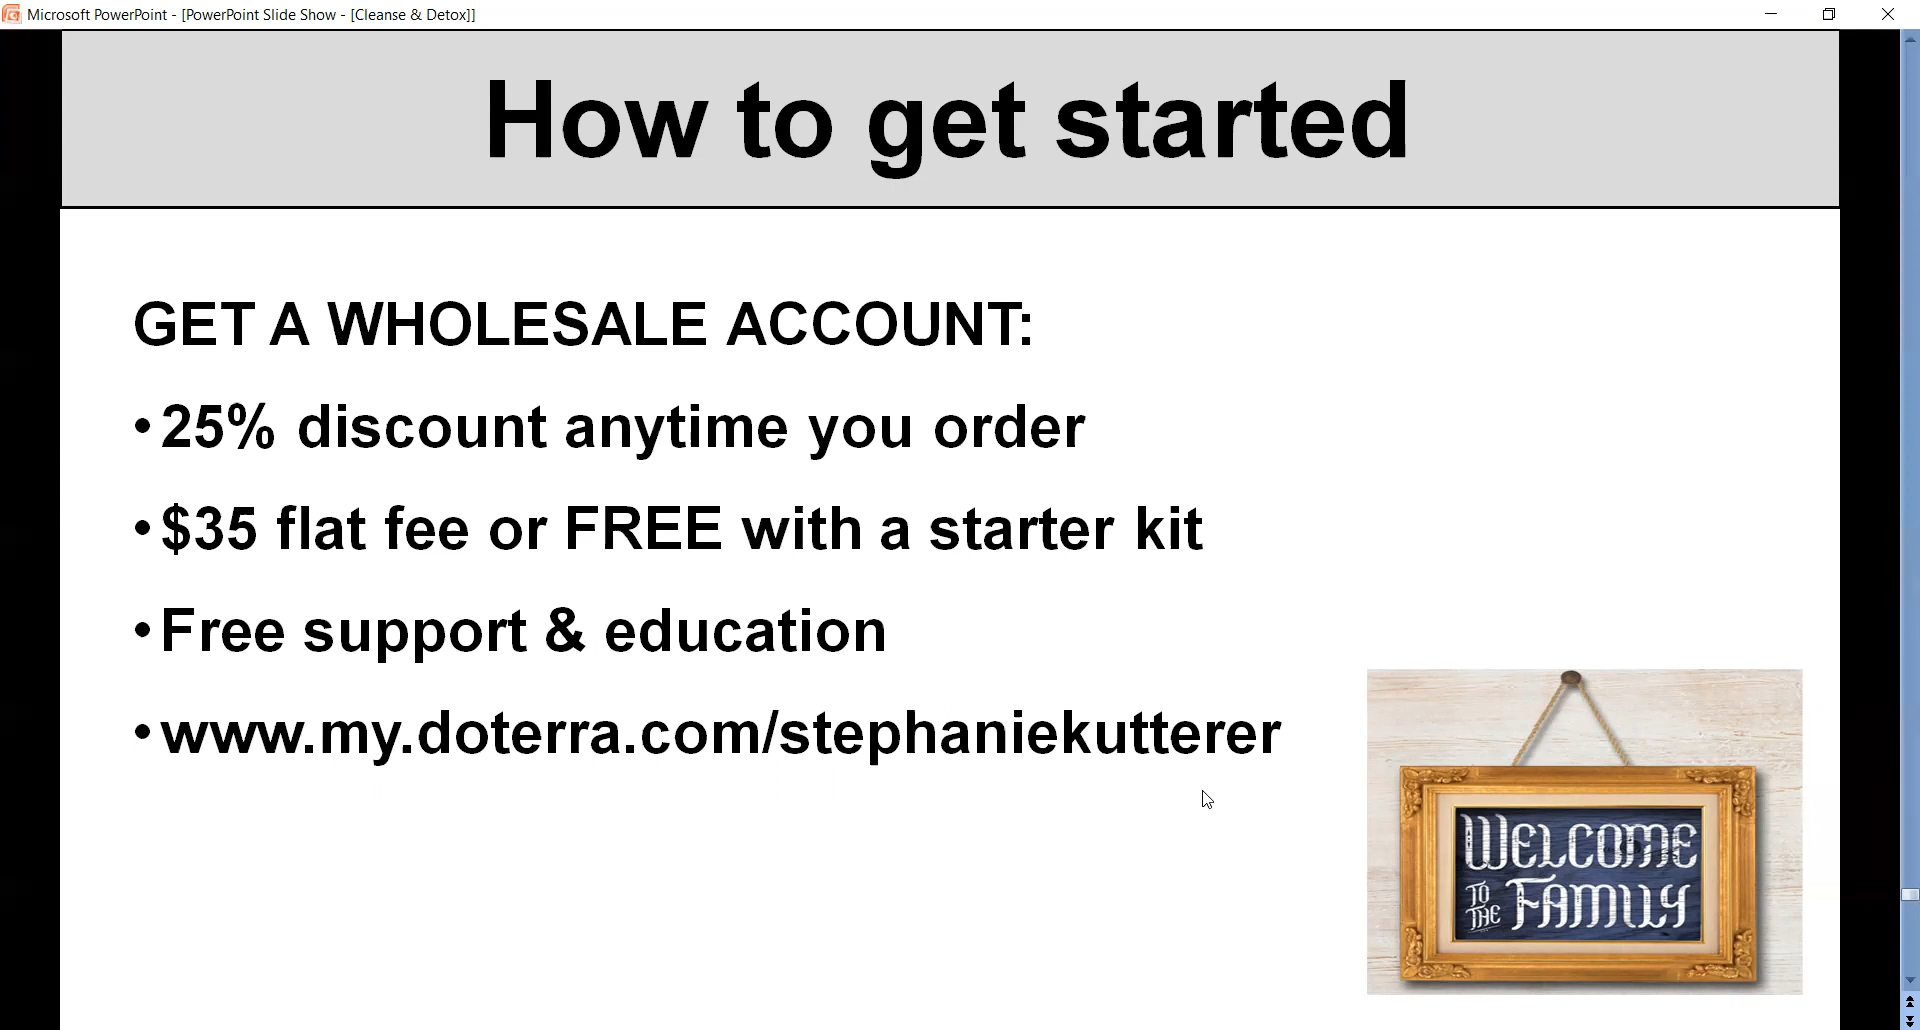 Microsoft PowerPoint - [PowerPoint Slide Show - [Cleanse & Detox]]
How to get started
GET A WHOLESALE ACCOUNT:
•25% discount anytime you order
•$35 flat fee or FREE with a starter kit
•Free support & education
•www.my.doterra.com/stephaniekutterer
WELCOME
TO THE FAMILY